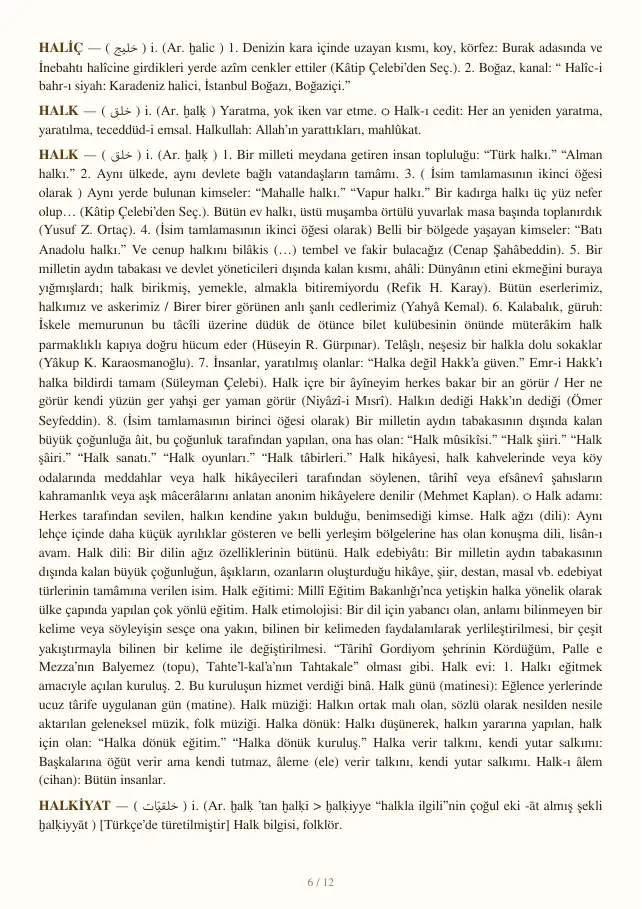 HALİÇ — ( خليج ) i. (Ar. ḫalіc ) 1. Denizin kara içinde uzayan kısmı, koy, körfez: Burak adasında ve
İnebahtı halîcine girdikleri yerde azîm cenkler ettiler (Kâtip Çelebi’den Seç.). 2. Boğaz, kanal: “ Halîc-i
bahr-ı siyah: Karadeniz halici, İstanbul Boğazı, Boğaziçi.”
HALK — ( خلق ) i. (Ar. ḫalḳ ) Yaratma, yok iken var etme. ѻ Halk-ı cedit: Her an yeniden yaratma,
yaratılma, teceddüd-i emsal. Halkullah: Allah’ın yarattıkları, mahlûkat.
HALK — ( خلق ) i. (Ar. ḫalḳ ) 1. Bir milleti meydana getiren insan topluluğu: “Türk halkı.” “Alman
halkı.” 2. Aynı ülkede, aynı devlete bağlı vatandaşların tamâmı. 3. ( İsim tamlamasının ikinci öğesi
olarak ) Aynı yerde bulunan kimseler: “Mahalle halkı.” “Vapur halkı.” Bir kadırga halkı üç yüz nefer
olup… (Kâtip Çelebi’den Seç.). Bütün ev halkı, üstü muşamba örtülü yuvarlak masa başında toplanırdık
(Yusuf Z. Ortaç). 4. (İsim tamlamasının ikinci öğesi olarak) Belli bir bölgede yaşayan kimseler: “Batı
Anadolu halkı.” Ve cenup halkını bilâkis (…) tembel ve fakir bulacağız (Cenap Şahâbeddin). 5. Bir
milletin aydın tabakası ve devlet yöneticileri dışında kalan kısmı, ahâli: Dünyânın etini ekmeğini buraya
yığmışlardı; halk birikmiş, yemekle, almakla bitiremiyordu (Refik H. Karay). Bütün eserlerimiz,
halkımız ve askerimiz / Birer birer görünen anlı şanlı cedlerimiz (Yahyâ Kemal). 6. Kalabalık, güruh:
İskele memurunun bu tâcîli üzerine düdük de ötünce bilet kulübesinin önünde müterâkim halk
parmaklıklı kapıya doğru hücum eder (Hüseyin R. Gürpınar). Telâşlı, neşesiz bir halkla dolu sokaklar
(Yâkup K. Karaosmanoğlu). 7. İnsanlar, yaratılmış olanlar: “Halka değil Hakk’a güven.” Emr-i Hakk’ı
halka bildirdi tamam (Süleyman Çelebi). Halk içre bir âyîneyim herkes bakar bir an görür / Her ne
görür kendi yüzün ger yahşi ger yaman görür (Niyâzî-i Mısrî). Halkın dediği Hakk’ın dediği (Ömer
Seyfeddin). 8. (İsim tamlamasının birinci öğesi olarak) Bir milletin aydın tabakasının dışında kalan
büyük çoğunluğa âit, bu çoğunluk tarafından yapılan, ona has olan: “Halk mûsikîsi.” “Halk şiiri.” “Halk
şâiri.” “Halk sanatı.” “Halk oyunları.” “Halk tâbirleri.” Halk hikâyesi, halk kahvelerinde veya köy
odalarında meddahlar veya halk hikâyecileri tarafından söylenen, târihî veya efsânevî şahısların
kahramanlık veya aşk mâcerâlarını anlatan anonim hikâyelere denilir (Mehmet Kaplan). ѻ Halk adamı:
Herkes tarafından sevilen, halkın kendine yakın bulduğu, benimsediği kimse. Halk ağzı (dili): Aynı
lehçe içinde daha küçük ayrılıklar gösteren ve belli yerleşim bölgelerine has olan konuşma dili, lisân-ı
avam. Halk dili: Bir dilin ağız özelliklerinin bütünü. Halk edebiyâtı: Bir milletin aydın tabakasının
dışında kalan büyük çoğunluğun, âşıkların, ozanların oluşturduğu hikâye, şiir, destan, masal vb. edebiyat
türlerinin tamâmına verilen isim. Halk eğitimi: Millî Eğitim Bakanlığı’nca yetişkin halka yönelik olarak
ülke çapında yapılan çok yönlü eğitim. Halk etimolojisi: Bir dil için yabancı olan, anlamı bilinmeyen bir
kelime veya söyleyişin sesçe ona yakın, bilinen bir kelimeden faydalanılarak yerlileştirilmesi, bir çeşit
yakıştırmayla bilinen bir kelime ile değiştirilmesi. “Târihî Gordiyom şehrinin Kördüğüm, Palle e
Mezza’nın Balyemez (topu), Tahte’l-kal’a’nın Tahtakale” olması gibi. Halk evi: 1. Halkı eğitmek
amacıyle açılan kuruluş. 2. Bu kuruluşun hizmet verdiği binâ. Halk günü (matinesi): Eğlence yerlerinde
ucuz târife uygulanan gün (matine). Halk müziği: Halkın ortak malı olan, sözlü olarak nesilden nesile
aktarılan geleneksel müzik, folk müziği. Halka dönük: Halkı düşünerek, halkın yararına yapılan, halk
için olan: “Halka dönük eğitim.” “Halka dönük kuruluş.” Halka verir talkını, kendi yutar salkımı:
Başkalarına öğüt verir ama kendi tutmaz, âleme (ele) verir talkını, kendi yutar salkımı. Halk-ı âlem
(cihan): Bütün insanlar.
HALKİYAT — ( خلقيّات ) i. (Ar. ḫalḳ ’tan ḫalḳі > ḫalḳiyye “halkla ilgili”nin çoğul eki -āt almış şekli
ḫalḳiyyāt ) [Türkçe’de türetilmiştir] Halk bilgisi, folklör.
6 / 12